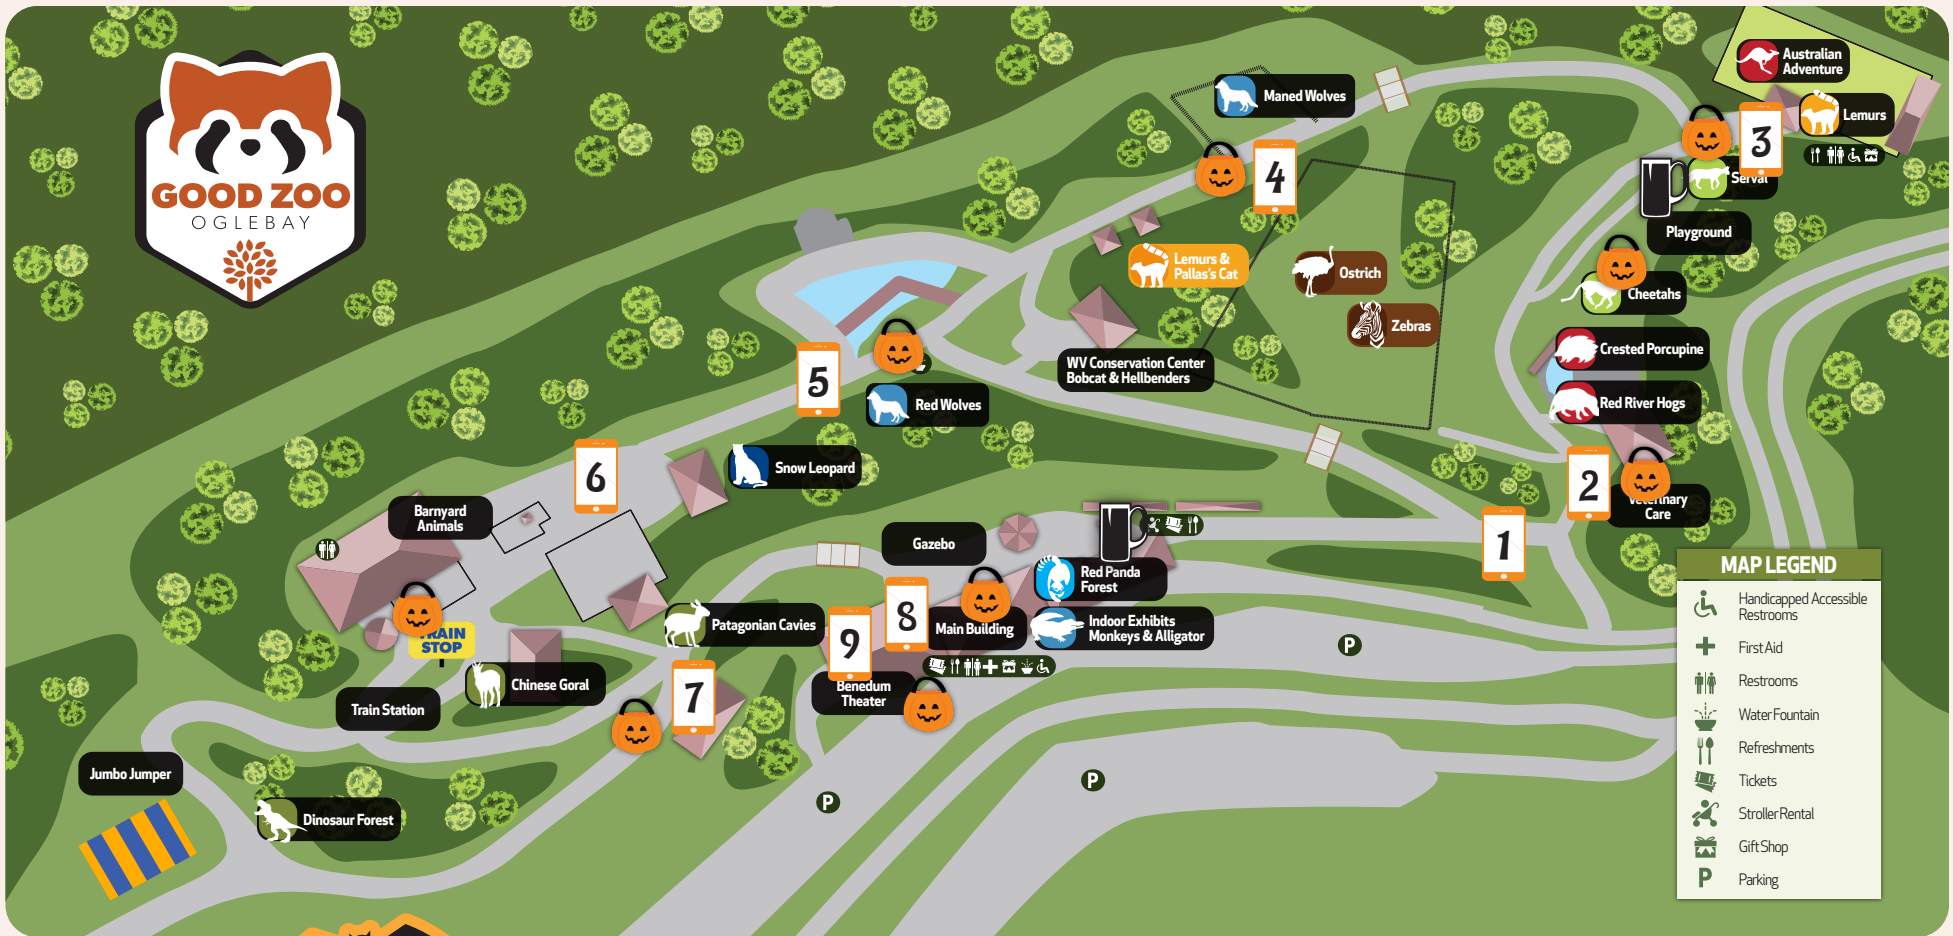 GOOD ZOO
OGLEBAY
Maned Wolves
Australian
Adventure
Lemurs
3
Serval
4
Playground
Lemurs &
Pallas's Cat
Ostrich
Cheetahs
Zebras
Crested Porcupine
WV Conservation Center
Bobcat & Hellbenders
5
Red Wolves
Red River Hogs
6
Snow Leopard
2
Veterinary
Care
Barnyard
Animals
Gazebo
1
Red Panda
Forest
8
Main Building
Indoor Exhibits
Monkeys & Alligator
Patagonian Cavies
9
TRAIN
STOP
P
Chinese Goral
7
Benedum
Theater
Train Station
Jumbo Jumper
P
P
Dinosaur Forest
MAP LEGEND
Handicapped Accessible
Restrooms
First Aid
Restrooms
Water Fountain
Refreshments
Tickets
Stroller Rental
Gift Shop
P Parking